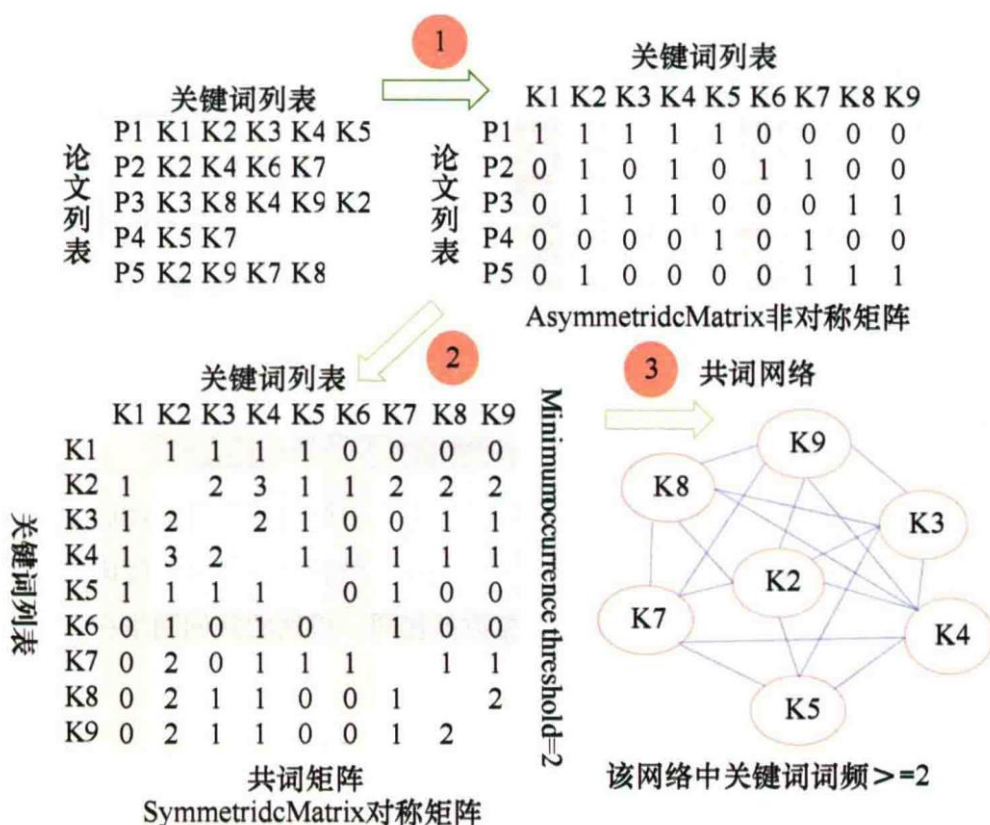 1
关键词列表
P1 K1 K2 K3 K4 K5
P2 K2 K4 K6 K7
P3 K3 K8 K4 K9 K2
P4 K5 K7
P5 K2 K9 K7 K8
论文列表
关键词列表
K1 K2 K3 K4 K5 K6 K7 K8 K9
P1 1 1 1 1 1 0 0 0 0
P2 0 1 0 1 0 1 1 0 0
P3 0 1 1 1 0 0 0 1 1
P4 0 0 0 0 1 0 1 0 0
P5 0 1 0 0 0 0 1 1 1
论文列表
AsymmetridcMatrix非对称矩阵
2
关键词列表
K1 K2 K3 K4 K5 K6 K7 K8 K9
K1 1 1 1 1 0 0 0 0
K2 1 2 3 1 1 2 2 2
K3 1 2 2 1 0 0 1 1
K4 1 3 2 1 1 1 1 1
K5 1 1 1 1 0 1 0 0
K6 0 1 0 1 0 1 0 0
K7 0 2 0 1 1 1 1 1
K8 0 2 1 1 0 0 1 2
K9 0 2 1 1 0 0 1 2
关键词列表
共词矩阵
SymmetridcMatrix对称矩阵
Minimumoccurrence threshold=2
3
共词网络
K9
K8
K3
K2
K7
K4
K5
该网络中关键词词频>=2